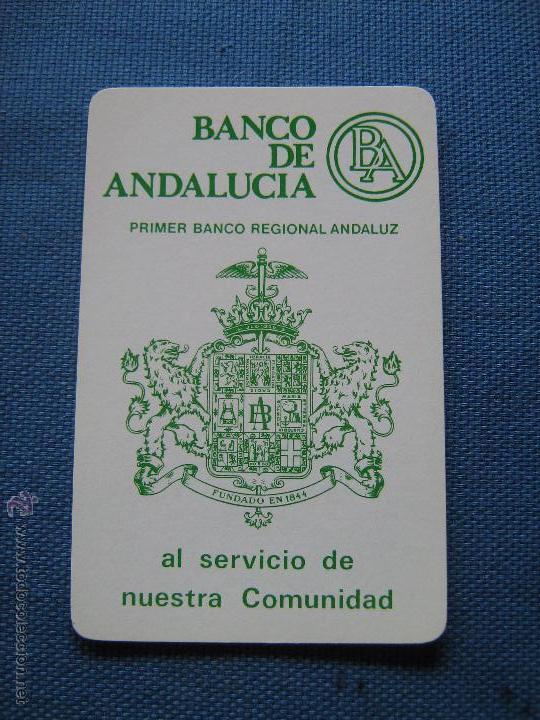 BANCO
DE
ANDALUCIA
BA
PRIMER BANCO REGIONAL ANDALUZ
FUNDADO EN 1844
al servicio de
nuestra Comunidad
www.todocoleccion.net